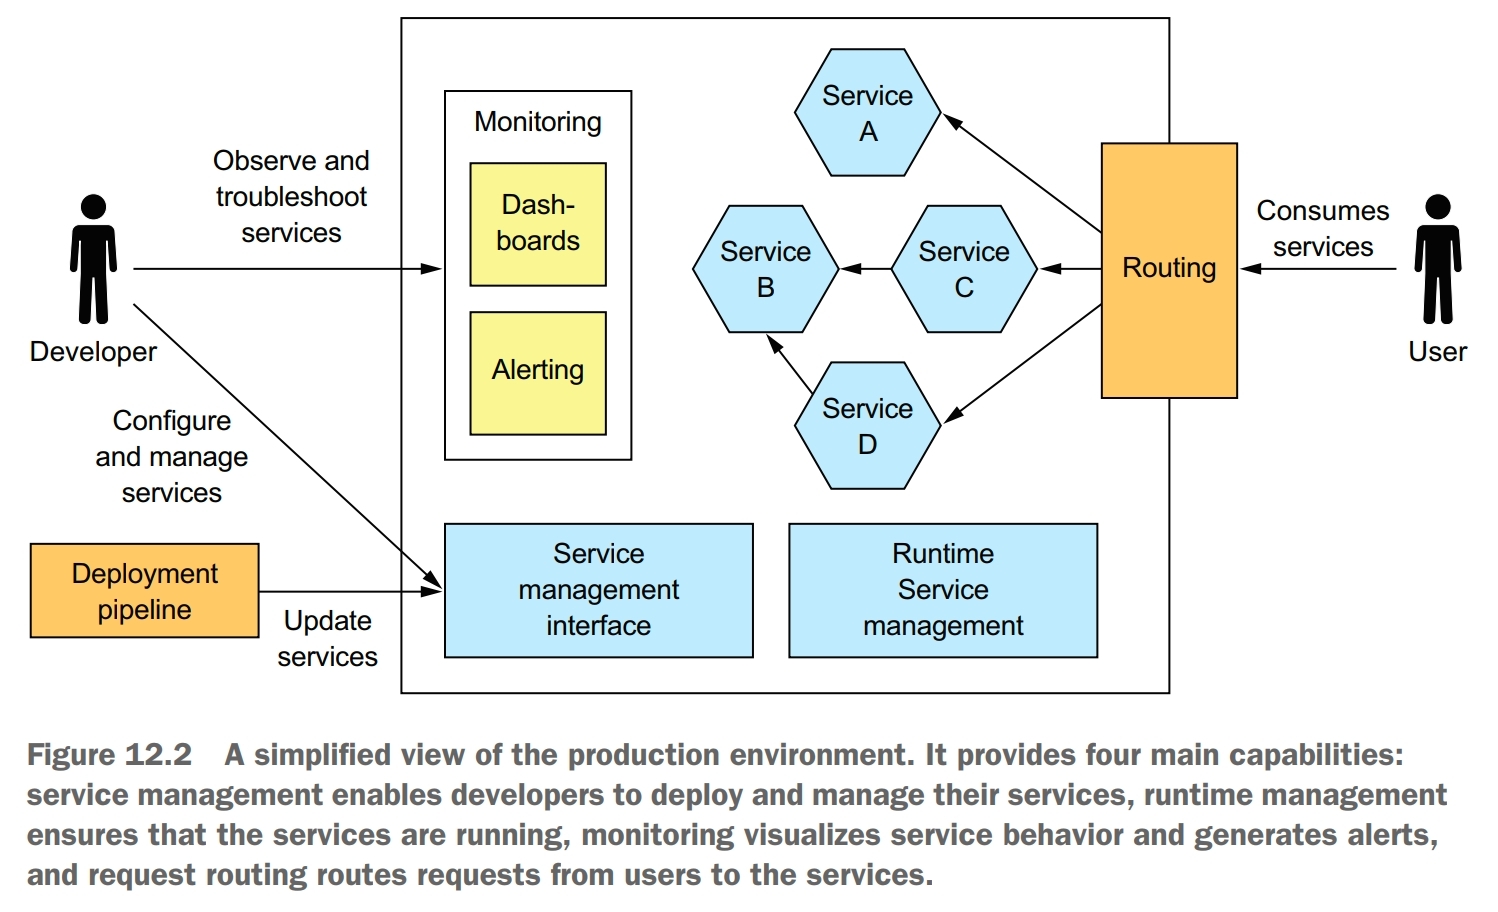 Observe and
troubleshoot
services
Developer
Configure
and manage
services
Deployment
pipeline
Update
services
Monitoring
Dash-
boards
Alerting
Service
A
Service
B
Service
C
Service
D
Routing
Consumes
services
User
Service
management
interface
Runtime
Service
management
Figure 12.2 A simplified view of the production environment. It provides four main capabilities:
service management enables developers to deploy and manage their services, runtime management
ensures that the services are running, monitoring visualizes service behavior and generates alerts,
and request routing routes requests from users to the services.